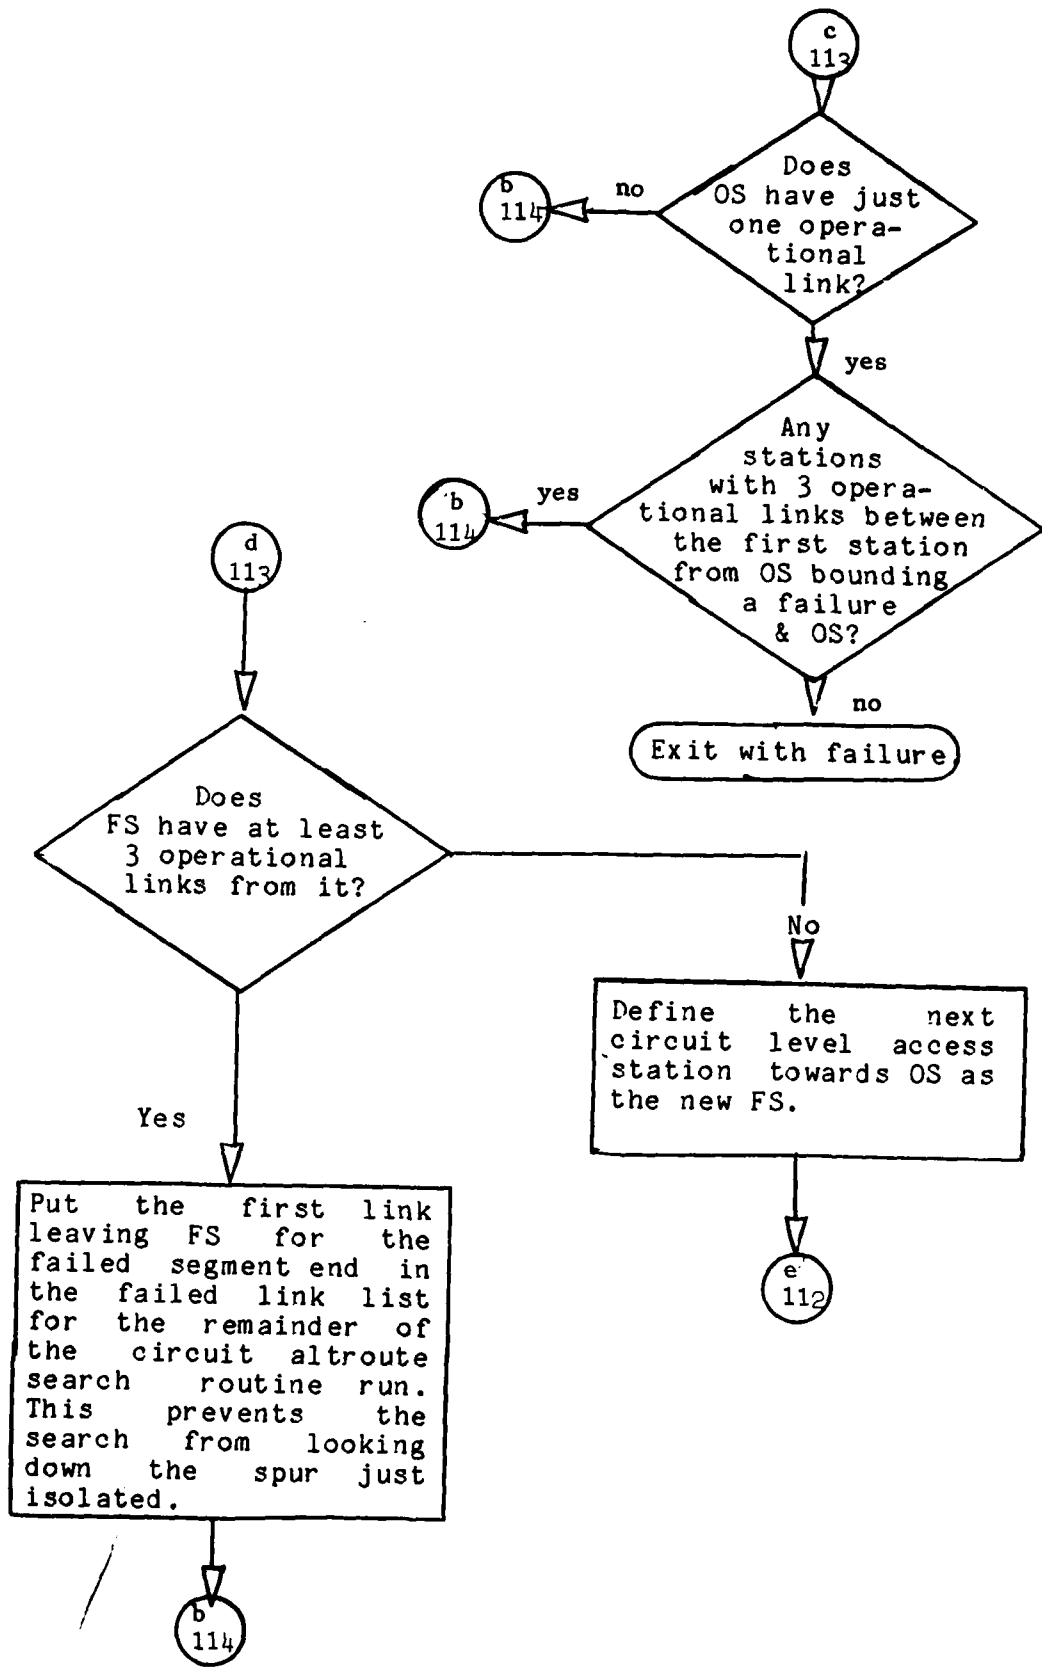 c
113
Does
OS have just
one opera-
tional
link?
no
b
114
yes
Any
stations
with 3 opera-
tional links between
the first station
from OS bounding
a failure
& OS?
yes
b
114
no
Exit with failure
d
113
Does
FS have at least
3 operational
links from it?
No
Define the next
circuit level access
station towards OS as
the new FS.
e
112
Yes
Put the first link
leaving FS for the
failed segment end in
the failed link list
for the remainder of
the circuit altroute
search routine run.
This prevents the
search from looking
down the spur just
isolated.
b
114